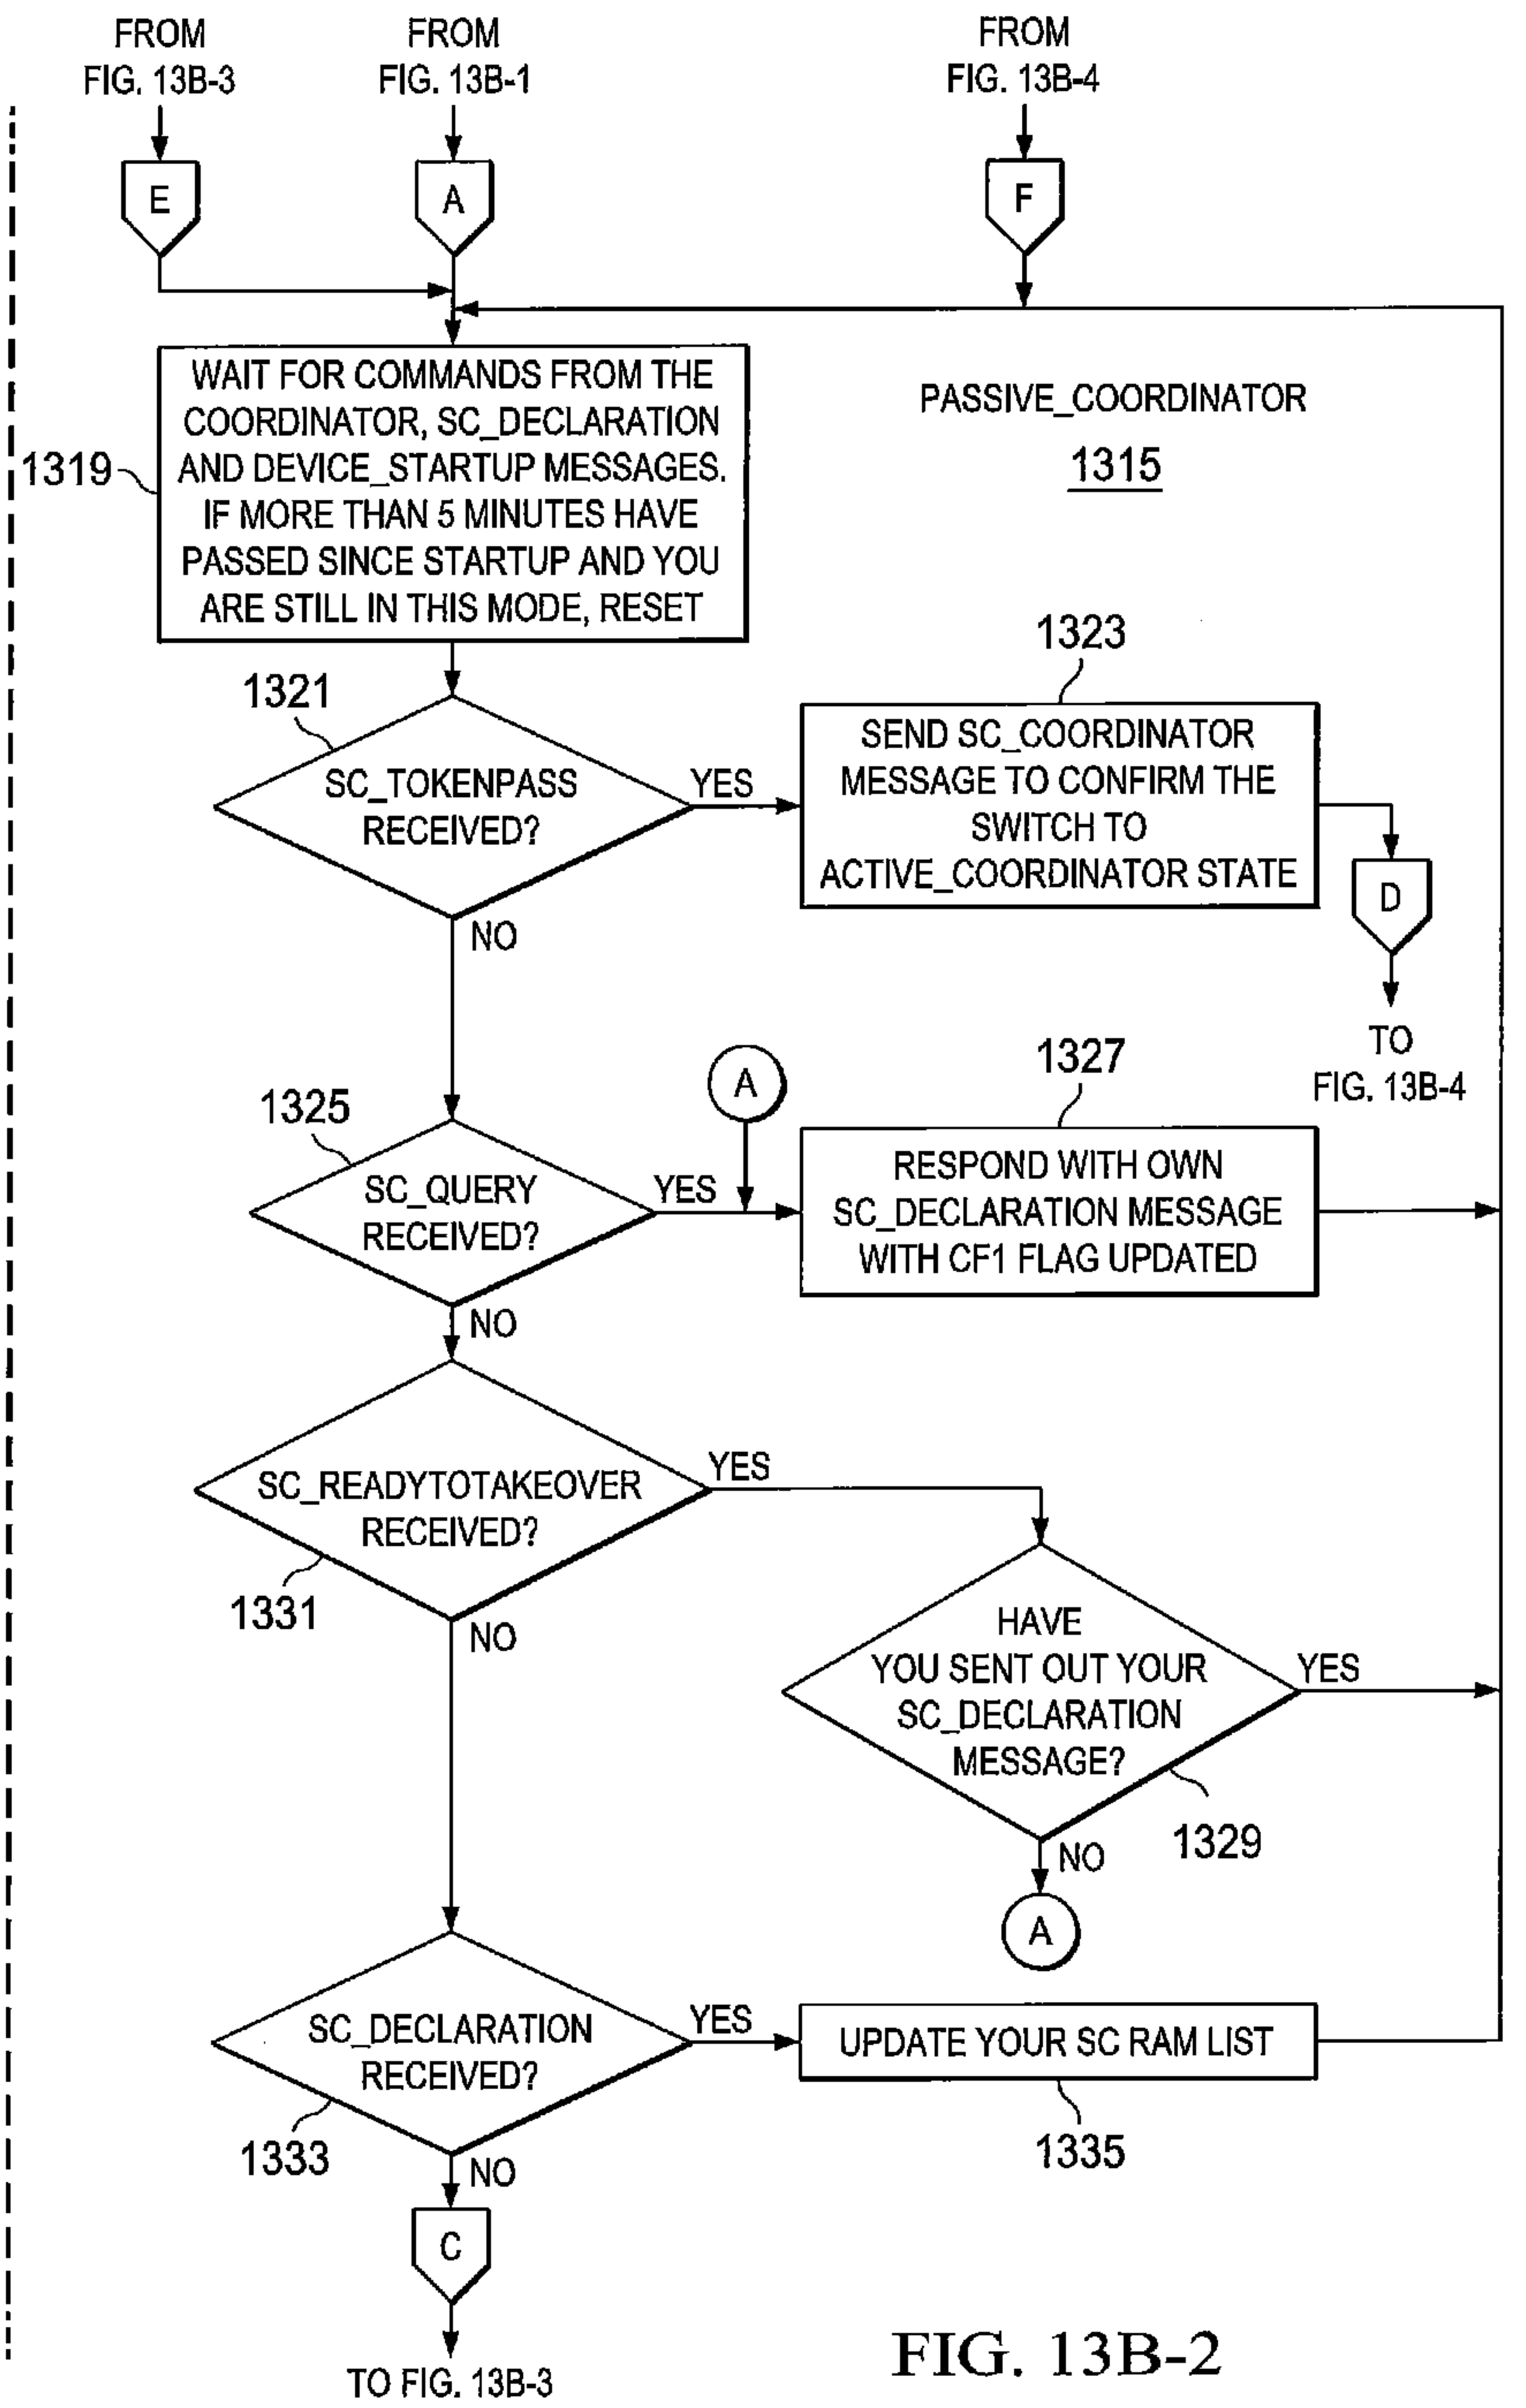 FROM
FIG. 13B-3
FROM
FIG. 13B-1
FROM
FIG. 13B-4
E
A
F
WAIT FOR COMMANDS FROM THE
COORDINATOR, SC_DECLARATION
AND DEVICE_STARTUP MESSAGES.
IF MORE THAN 5 MINUTES HAVE
PASSED SINCE STARTUP AND YOU
ARE STILL IN THIS MODE, RESET
1319
PASSIVE_COORDINATOR
1315
1321
SC_TOKENPASS
RECEIVED?
YES
NO
1323
SEND SC_COORDINATOR
MESSAGE TO CONFIRM THE
SWITCH TO
ACTIVE_COORDINATOR STATE
D
TO
FIG. 13B-4
1325
SC_QUERY
RECEIVED?
YES
NO
A
1327
RESPOND WITH OWN
SC_DECLARATION MESSAGE
WITH CF1 FLAG UPDATED
SC_READYTOTAKEOVER
RECEIVED?
1331
YES
NO
HAVE
YOU SENT OUT YOUR
SC_DECLARATION
MESSAGE?
YES
1329
NO
A
SC_DECLARATION
RECEIVED?
1333
YES
NO
UPDATE YOUR SC RAM LIST
1335
C
TO FIG. 13B-3
FIG. 13B-2